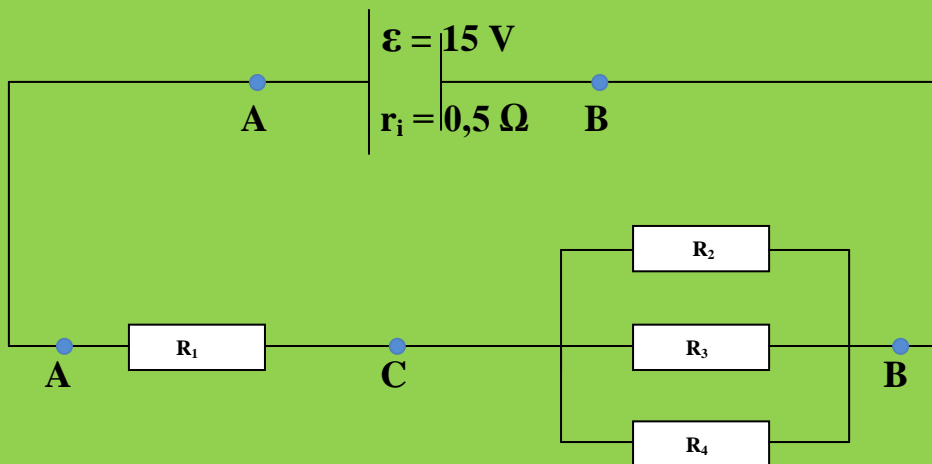 ε = 15 V
A
rᵢ = 0,5 Ω
B
R₂
R₁
R₃
A
C
B
R₄